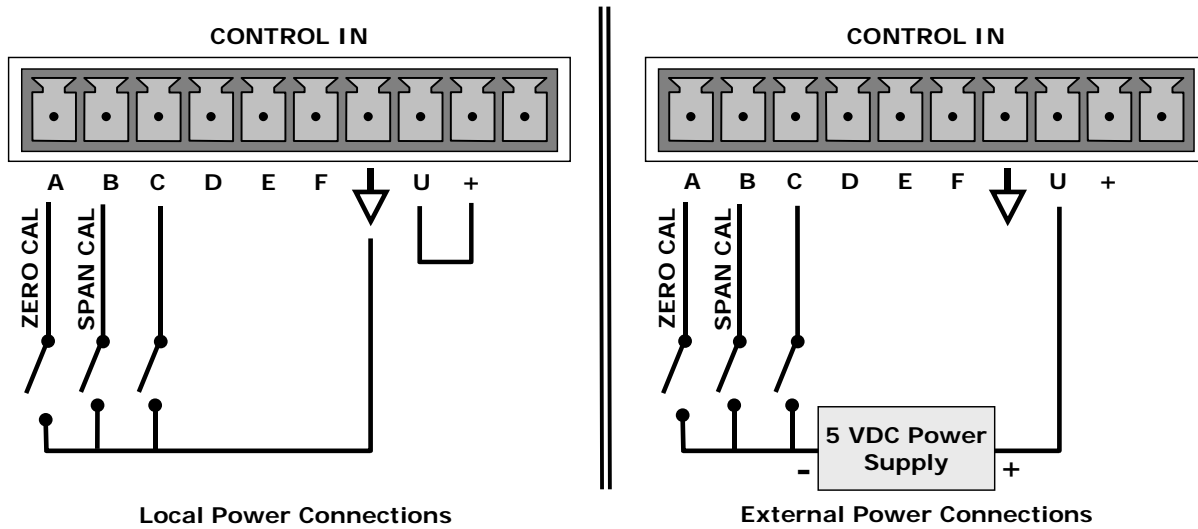 CONTROL IN
A B C D E F U +
ZERO CAL
SPAN CAL
Local Power Connections
CONTROL IN
A B C D E F U +
ZERO CAL
SPAN CAL
5 VDC Power
Supply
- +
External Power Connections